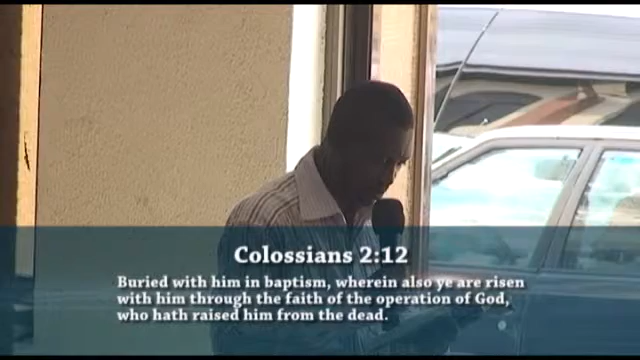 Colossians 2:12
Buried with him in baptism, wherein also ye are risen
with him through the faith of the operation of God,
who hath raised him from the dead.